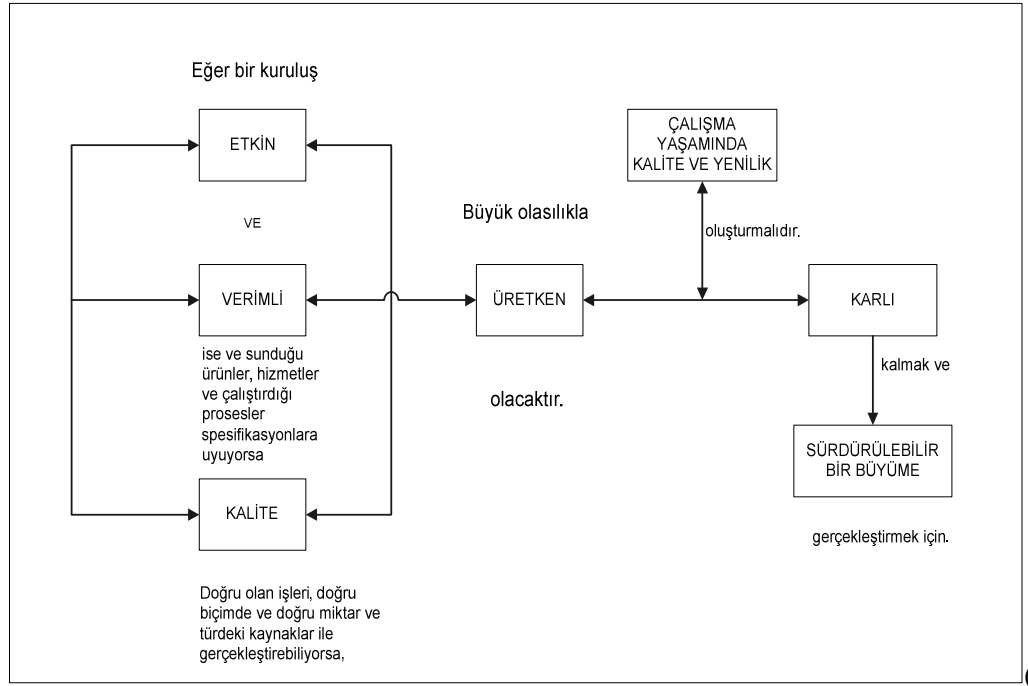 Eğer bir kuruluş
ETKİN
VE
VERİMLİ
ise ve sunduğu
ürünler, hizmetler
ve çalıştırdığı
prosesler
spesifikasyonlara
uyuyorsa
KALİTE
Doğru olan işleri, doğru
biçimde ve doğru miktar ve
türdeki kaynaklar ile
gerçekleştirebiliyorsa,
Büyük olasılıkla
ÜRETKEN
olacaktır.
ÇALIŞMA
YAŞAMINDA
KALİTE VE YENİLİK
oluşturmalıdır.
KARLI
kalmak ve
SÜRDÜRÜLEBİLİR
BİR BÜYÜME
gerçekleştirmek için.